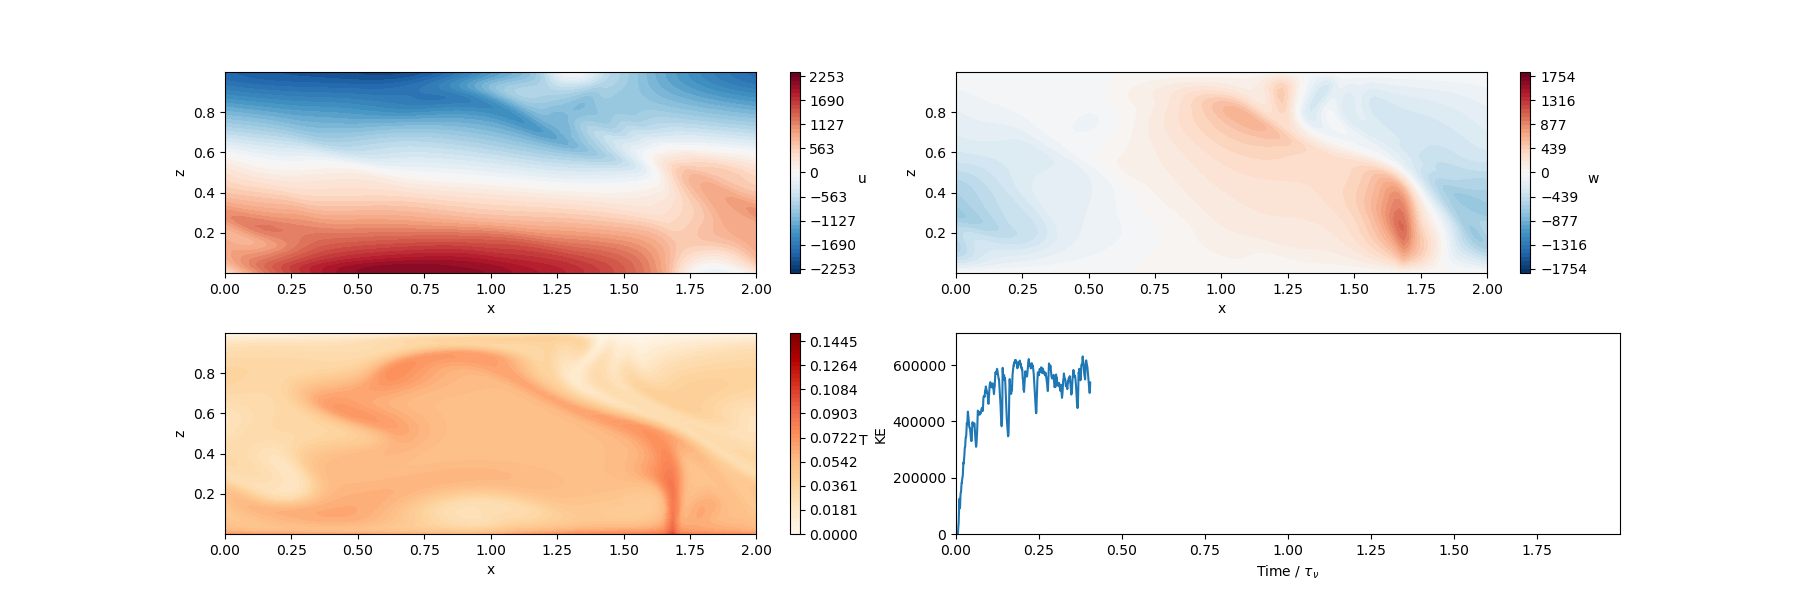 0.8
0.6
0.4
0.2
z
0.00 0.25 0.50 0.75 1.00 1.25 1.50 1.75 2.00
x
2253
1690
1127
563
0
−563
−1127
−1690
−2253
u
0.8
0.6
0.4
0.2
z
0.00 0.25 0.50 0.75 1.00 1.25 1.50 1.75 2.00
x
1754
1316
877
439
0
−439
−877
−1316
−1754
w
0.8
0.6
0.4
0.2
z
0.00 0.25 0.50 0.75 1.00 1.25 1.50 1.75 2.00
x
0.1445
0.1264
0.1084
0.0903
0.0722
0.0542
0.0361
0.0181
0.0000
T
600000
400000
200000
0
KE
0.00 0.25 0.50 0.75 1.00 1.25 1.50 1.75
Time / τν